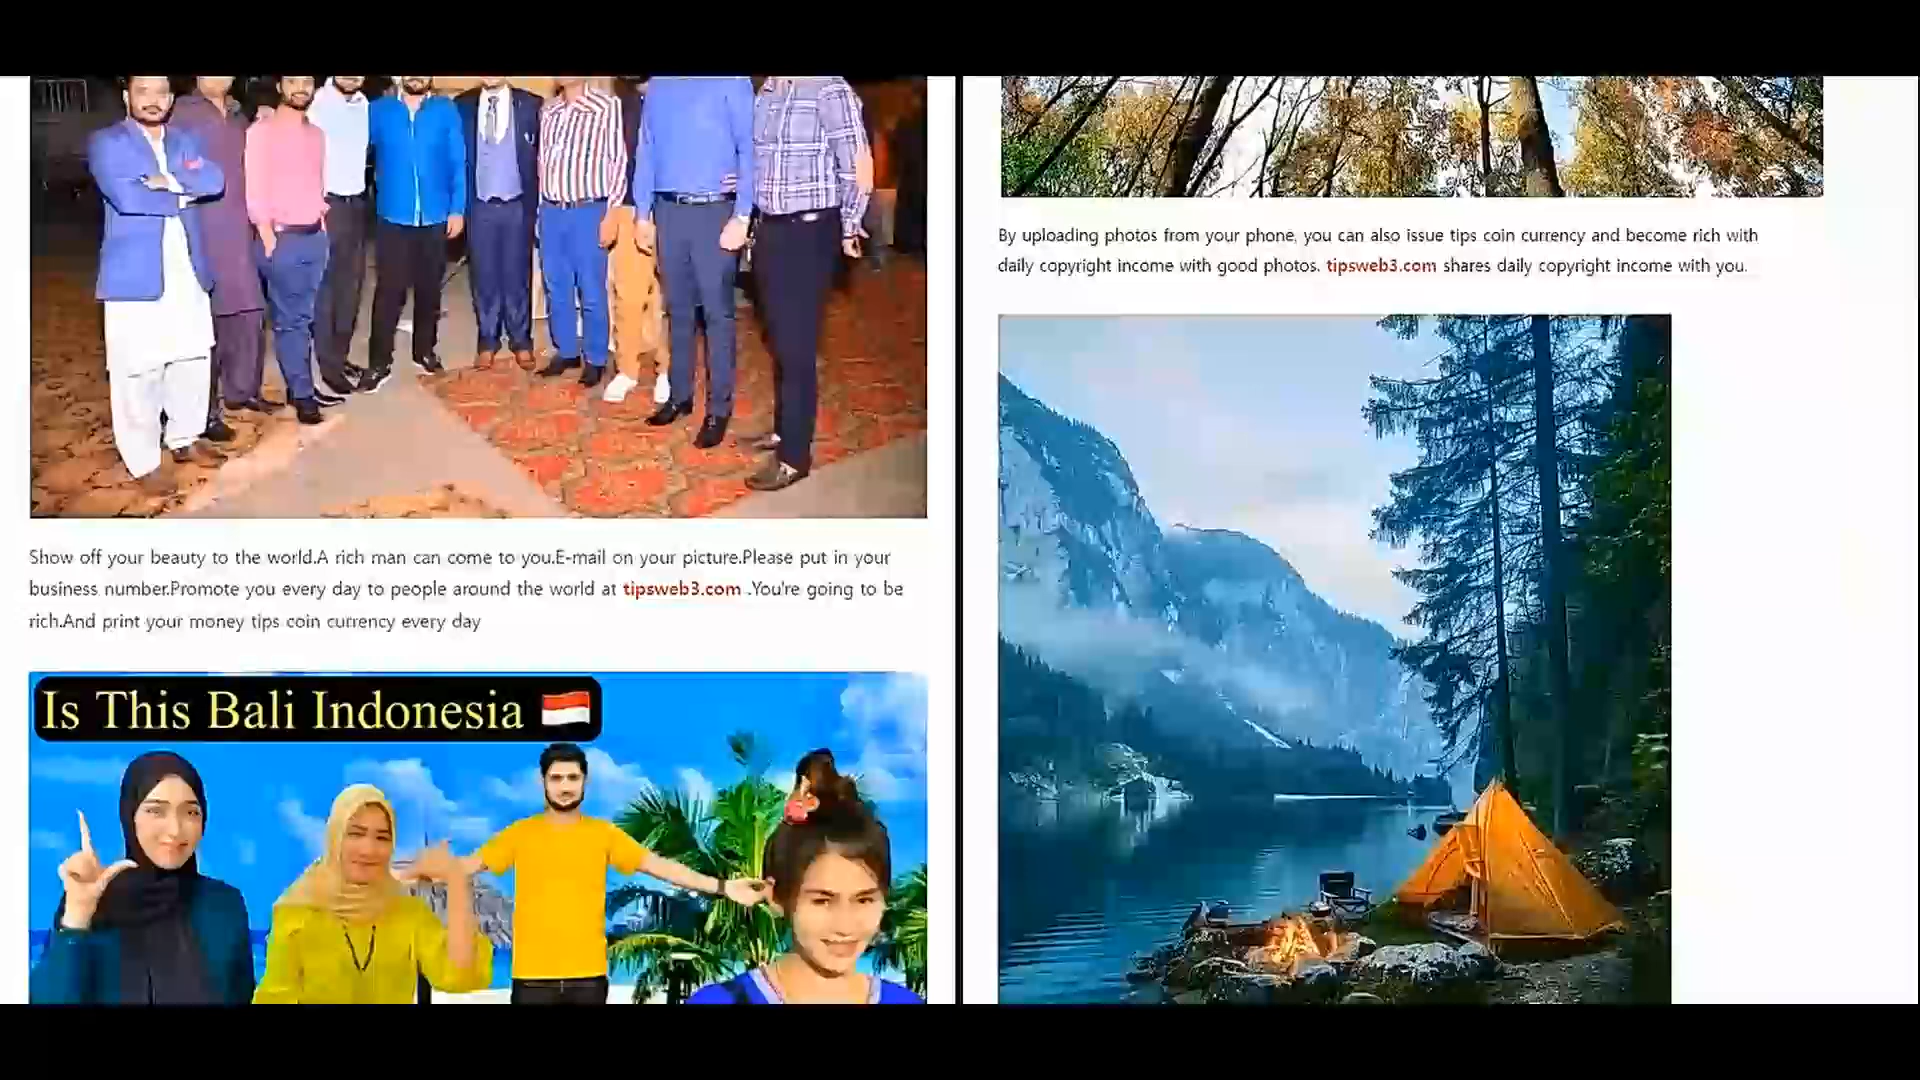 Show off your beauty to the world.A rich man can come to you.E-mail on your picture.Please put in your
business number.Promote you every day to people around the world at tipsweb3.com .You're going to be
rich.And print your money tips coin currency every day
Is This Bali Indonesia 🇮🇩
By uploading photos from your phone, you can also issue tips coin currency and become rich with
daily copyright income with good photos. tipsweb3.com shares daily copyright income with you.